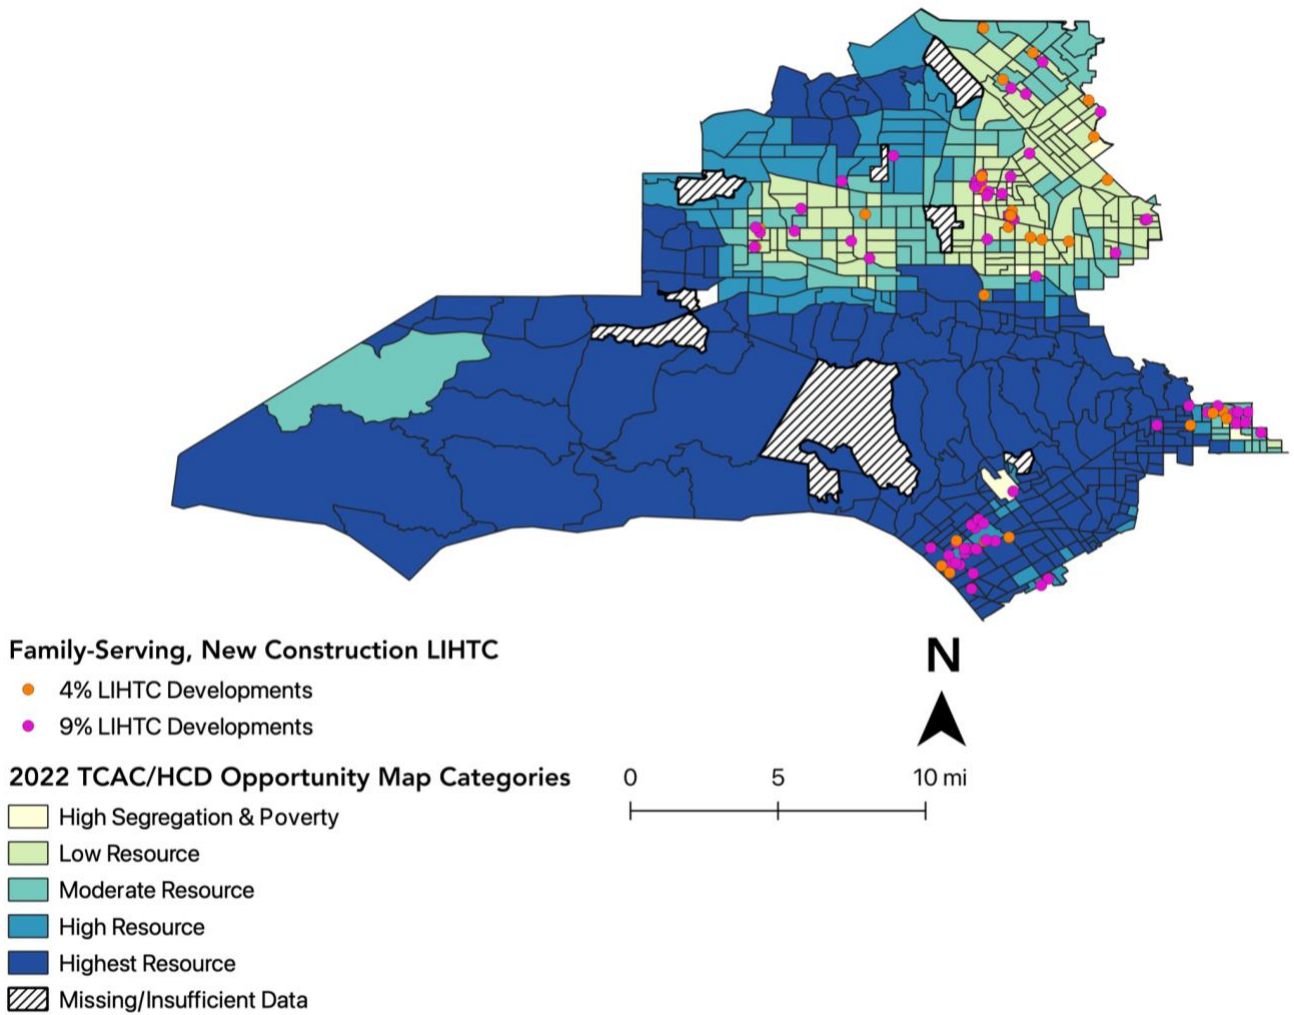 Family-Serving, New Construction LIHTC
4% LIHTC Developments
9% LIHTC Developments
N
2022 TCAC/HCD Opportunity Map Categories
0 5 10 mi
High Segregation & Poverty
Low Resource
Moderate Resource
High Resource
Highest Resource
Missing/Insufficient Data